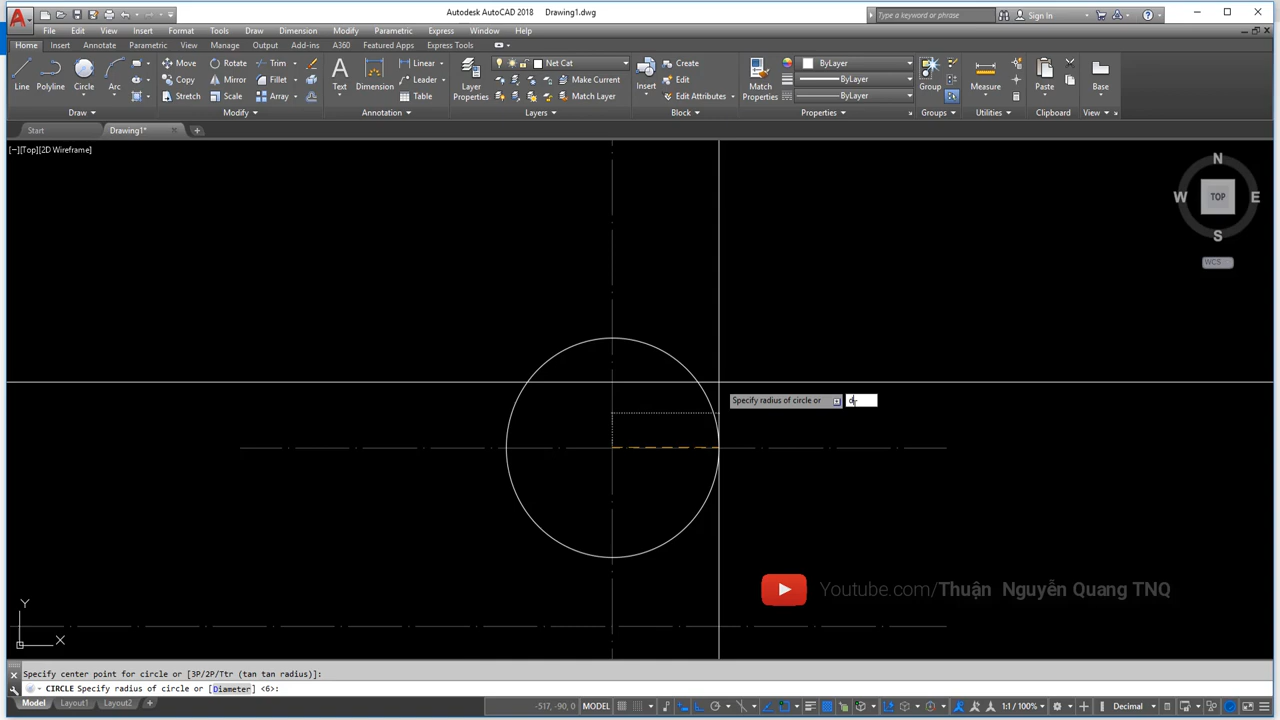 Autodesk AutoCAD 2018 Drawing1.dwg
Type a keyword or phrase
Sign In
File Edit View Insert Format Tools Draw Dimension Modify Parametric Express Window Help
Home Insert Annotate Parametric View Manage Output Add-ins A360 Featured Apps Express Tools
Line Polyline Circle Arc
Move Rotate Trim
Copy Mirror Fillet
Stretch Scale Array
Text Dimension
Linear
Leader
Table
Layer Properties
Net Cat
Make Current
Match Layer
Insert
Create
Edit
Edit Attributes
Match Properties
ByLayer
ByLayer
ByLayer
Group
Measure
Paste
Base
Draw Modify Annotation Layers Block Properties Groups Utilities Clipboard View
Start Drawing1*
[−][Top][2D Wireframe]
N
W TOP E
S
WCS
Specify radius of circle or d
Youtube.com/Thuận Nguyễn Quang TNQ
Y
X
Specify center point for circle or [3P/2P/Ttr (tan tan radius)]:
CIRCLE Specify radius of circle or [Diameter] <6>:
Model Layout1 Layout2
-517, -90, 0 MODEL 1:1 / 100% Decimal